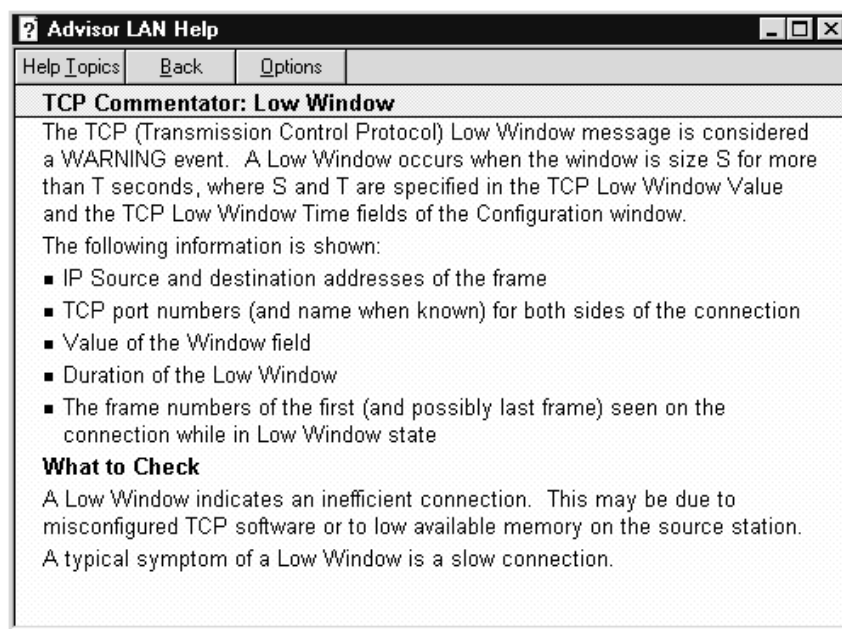 Advisor LAN Help
Help Topics Back Options
TCP Commentator: Low Window
The TCP (Transmission Control Protocol) Low Window message is considered
a WARNING event. A Low Window occurs when the window is size S for more
than T seconds, where S and T are specified in the TCP Low Window Value
and the TCP Low Window Time fields of the Configuration window.
The following information is shown:
▪ IP Source and destination addresses of the frame
▪ TCP port numbers (and name when known) for both sides of the connection
▪ Value of the Window field
▪ Duration of the Low Window
▪ The frame numbers of the first (and possibly last frame) seen on the
connection while in Low Window state
What to Check
A Low Window indicates an inefficient connection. This may be due to
misconfigured TCP software or to low available memory on the source station.
A typical symptom of a Low Window is a slow connection.